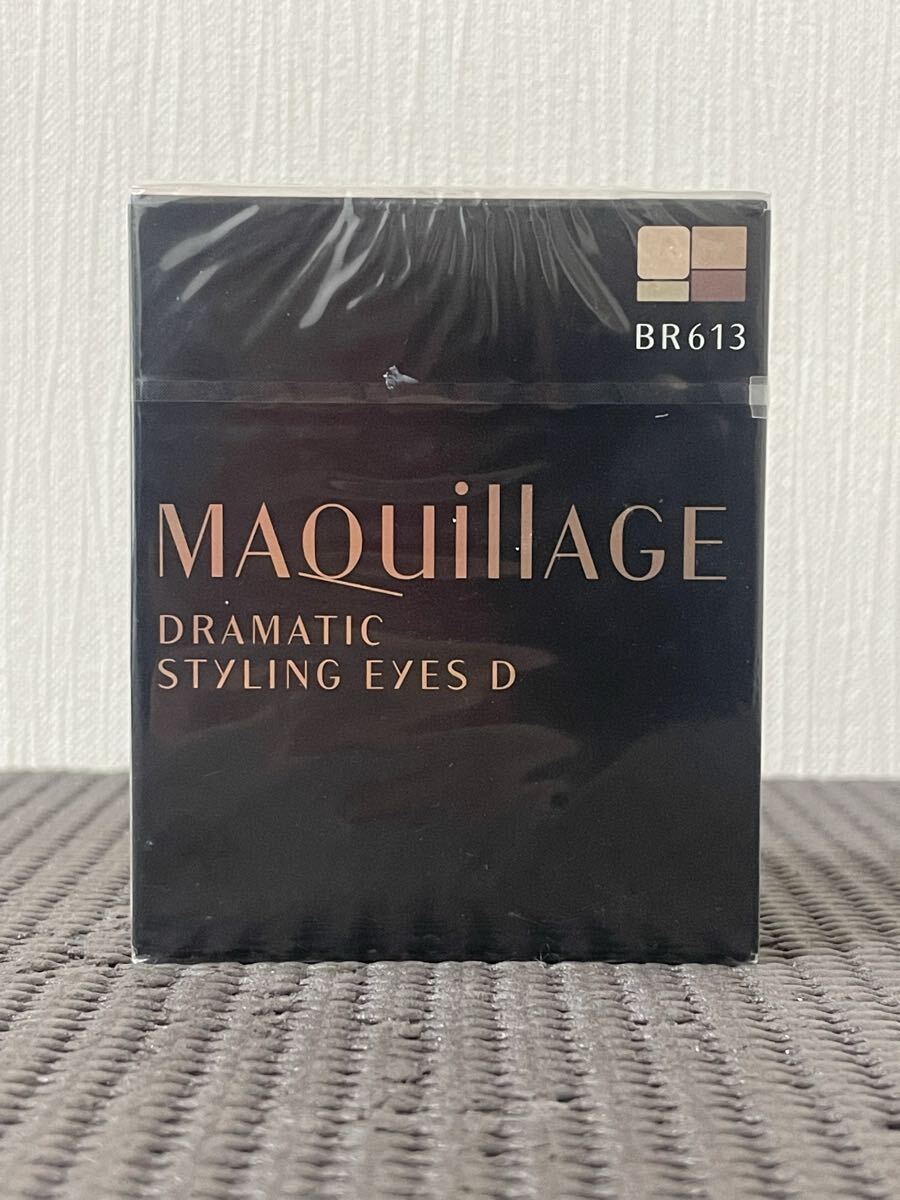 BR613
MAQuillAGE
DRAMATIC
STYLING EYES D